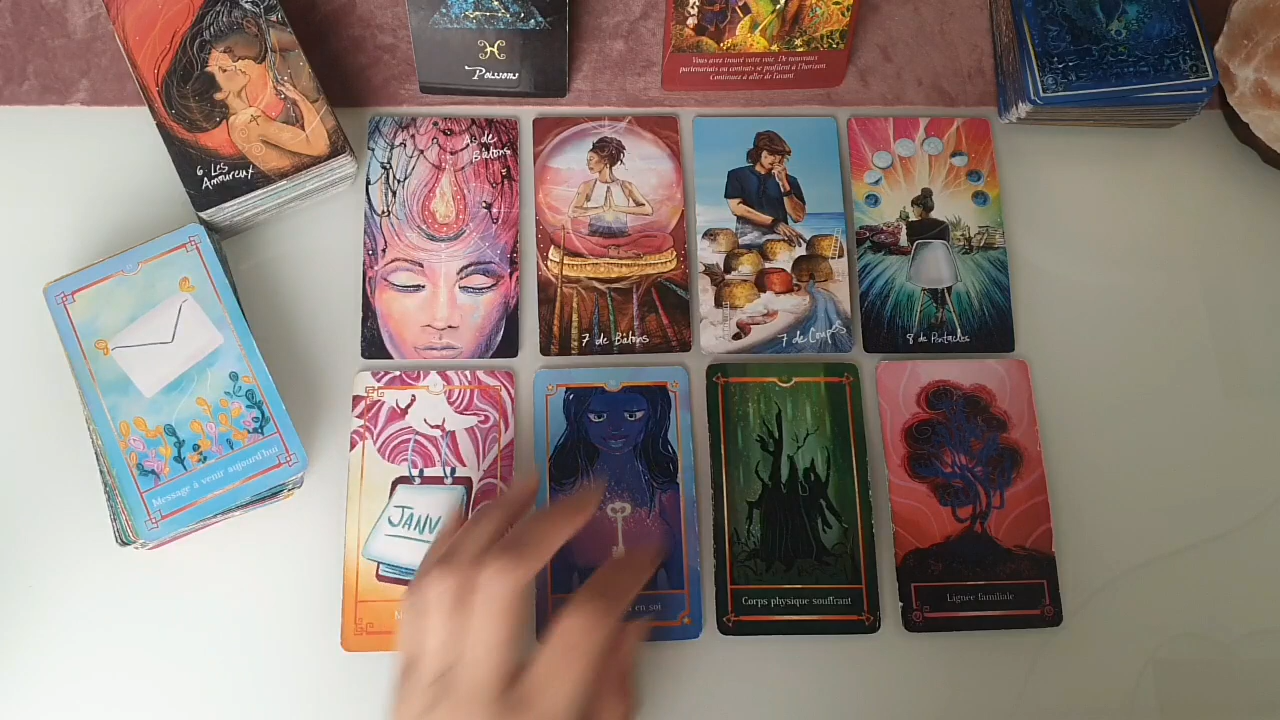 Poissons
Vous avez trouvé votre voie. De nouveaux
partenariats ou contrats se profilent à l'horizon
Continuez à aller de l'avant
6. Les
Amoureux
As de
Bâtons
7 de Bâtons
7 de Coupes
8 de Pentacles
Message à venir aujourd'hui
JANV
en soi
Corps physique souffrant
Lignée familiale